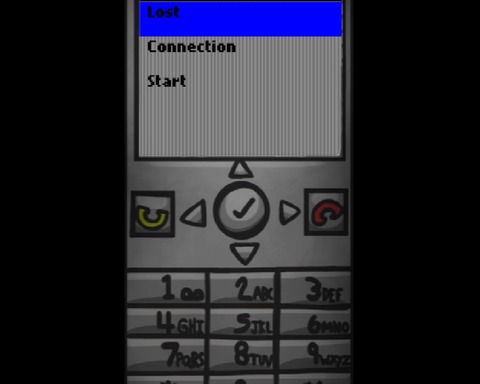 Lost
Connection
Start
1
2ABC
3DEF
4GHI
5JKL
6MNO
7PQRS
8TUV
9WXYZ